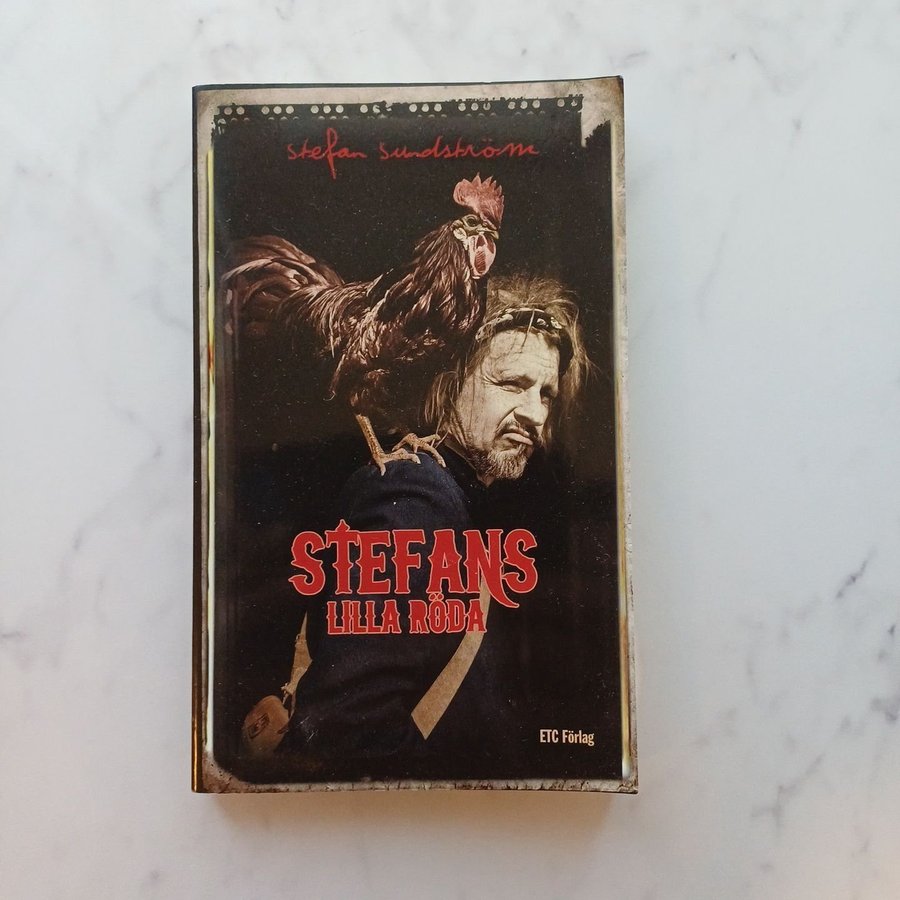 stefan sundström
STEFANS
LILLA RÖDA
ETC Förlag